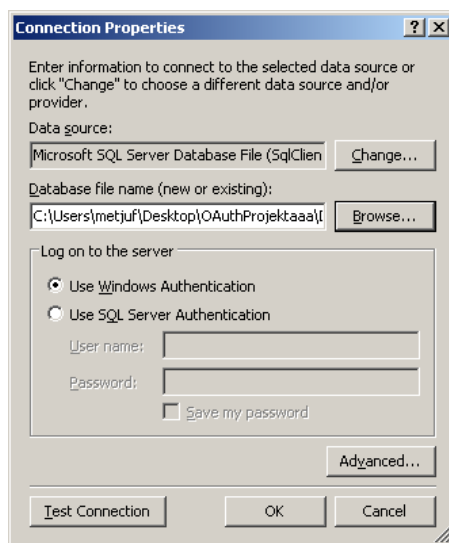 Connection Properties
Enter information to connect to the selected data source or
click "Change" to choose a different data source and/or
provider.
Data source:
Microsoft SQL Server Database File (SqlClien
Change...
Database file name (new or existing):
C:\Users\metjuf\Desktop\OAuthProjektaaa\
Browse...
Log on to the server
Use Windows Authentication
Use SQL Server Authentication
User name:
Password:
Save my password
Advanced...
Test Connection
OK
Cancel